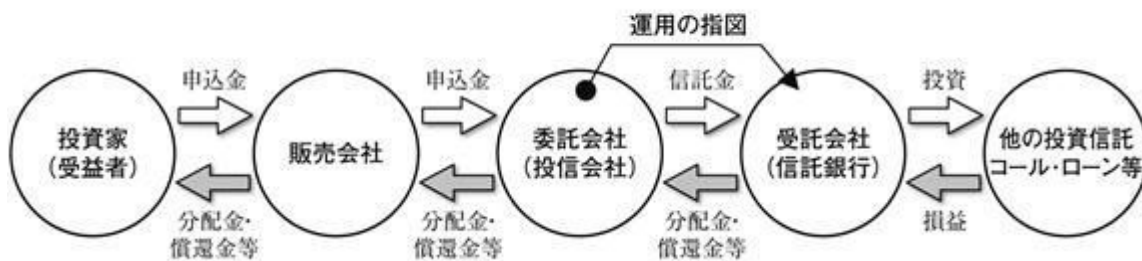 運用の指図
申込金
申込金
信託金
投資
投資家
(受益者)
販売会社
委託会社
(投信会社)
受託会社
(信託銀行)
他の投資信託
コール・ローン等
分配金・
償還金等
分配金・
償還金等
分配金・
償還金等
損益